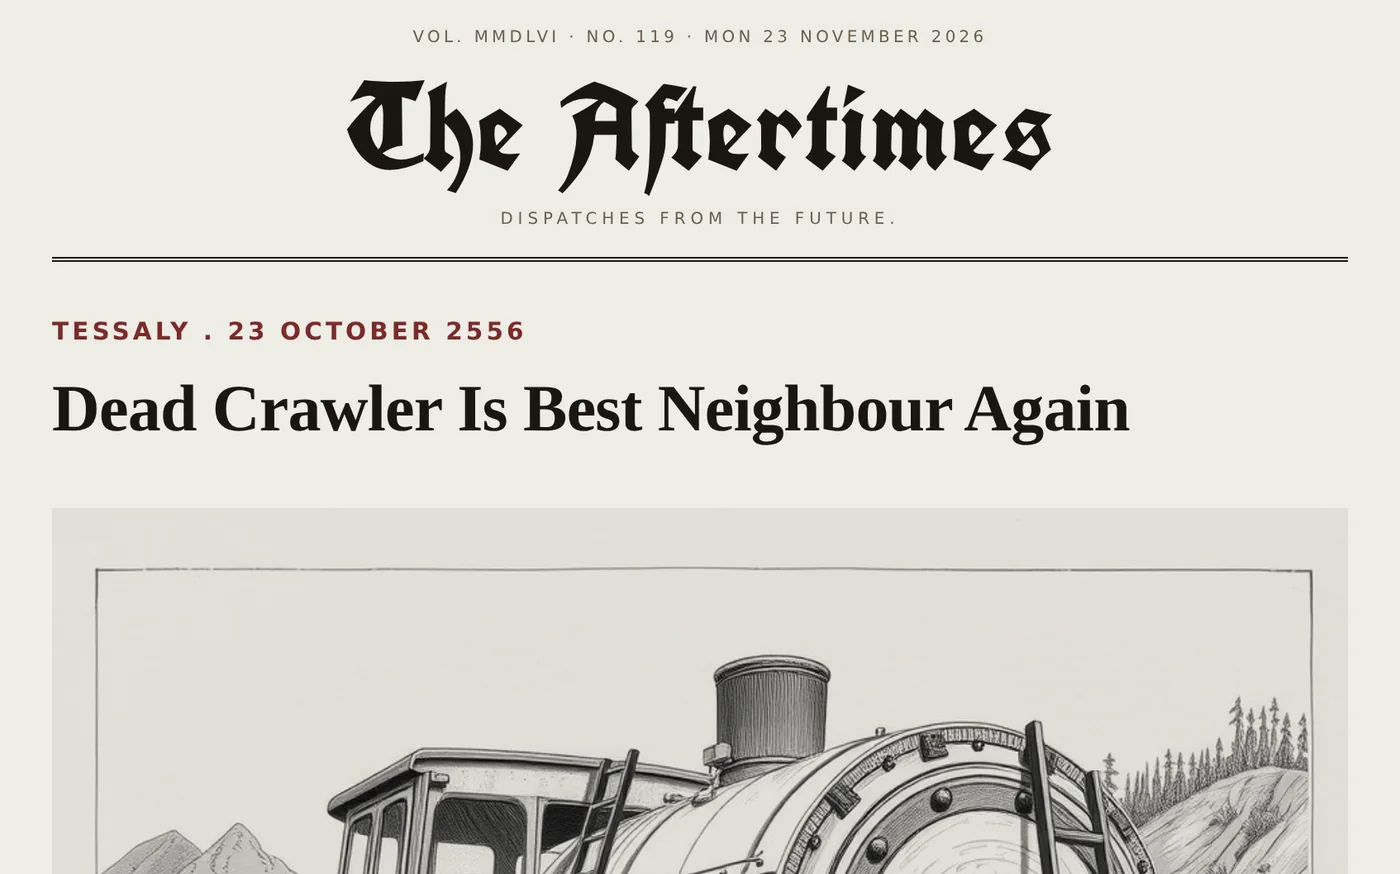 VOL. MMDLVI · NO. 119 · MON 23 NOVEMBER 2026
The Aftertimes
DISPATCHES FROM THE FUTURE.
TESSALY . 23 OCTOBER 2556
Dead Crawler Is Best Neighbour Again